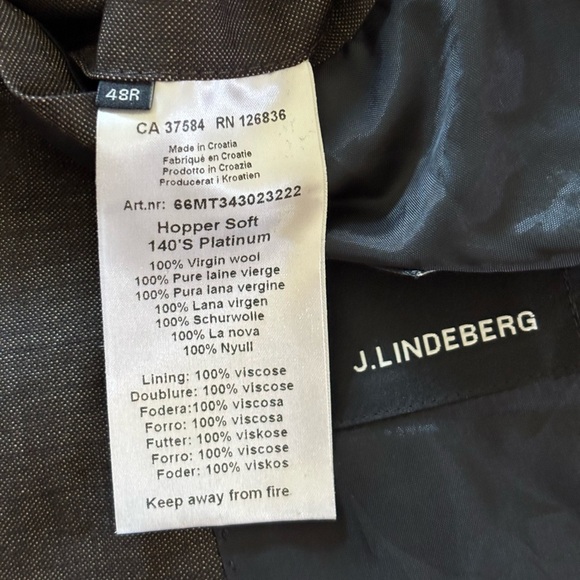 48R
CA 37584 RN 126836
Made in Croatia
Fabriqué en Croatie
Prodotto in Croazia
Producerat i Kroatien
Art.nr: 66MT343023222
Hopper Soft
140'S Platinum
100% Virgin wool
100% Pure laine vierge
100% Pura lana vergine
100% Lana virgen
100% Schurwolle
100% La nova
100% Nyull
Lining: 100% viscose
Doublure: 100% viscose
Fodera:100% viscosa
Forro: 100% viscosa
Futter: 100% viskose
Forro: 100% viscose
Foder: 100% viskos
Keep away from fire
J.LINDEBERG